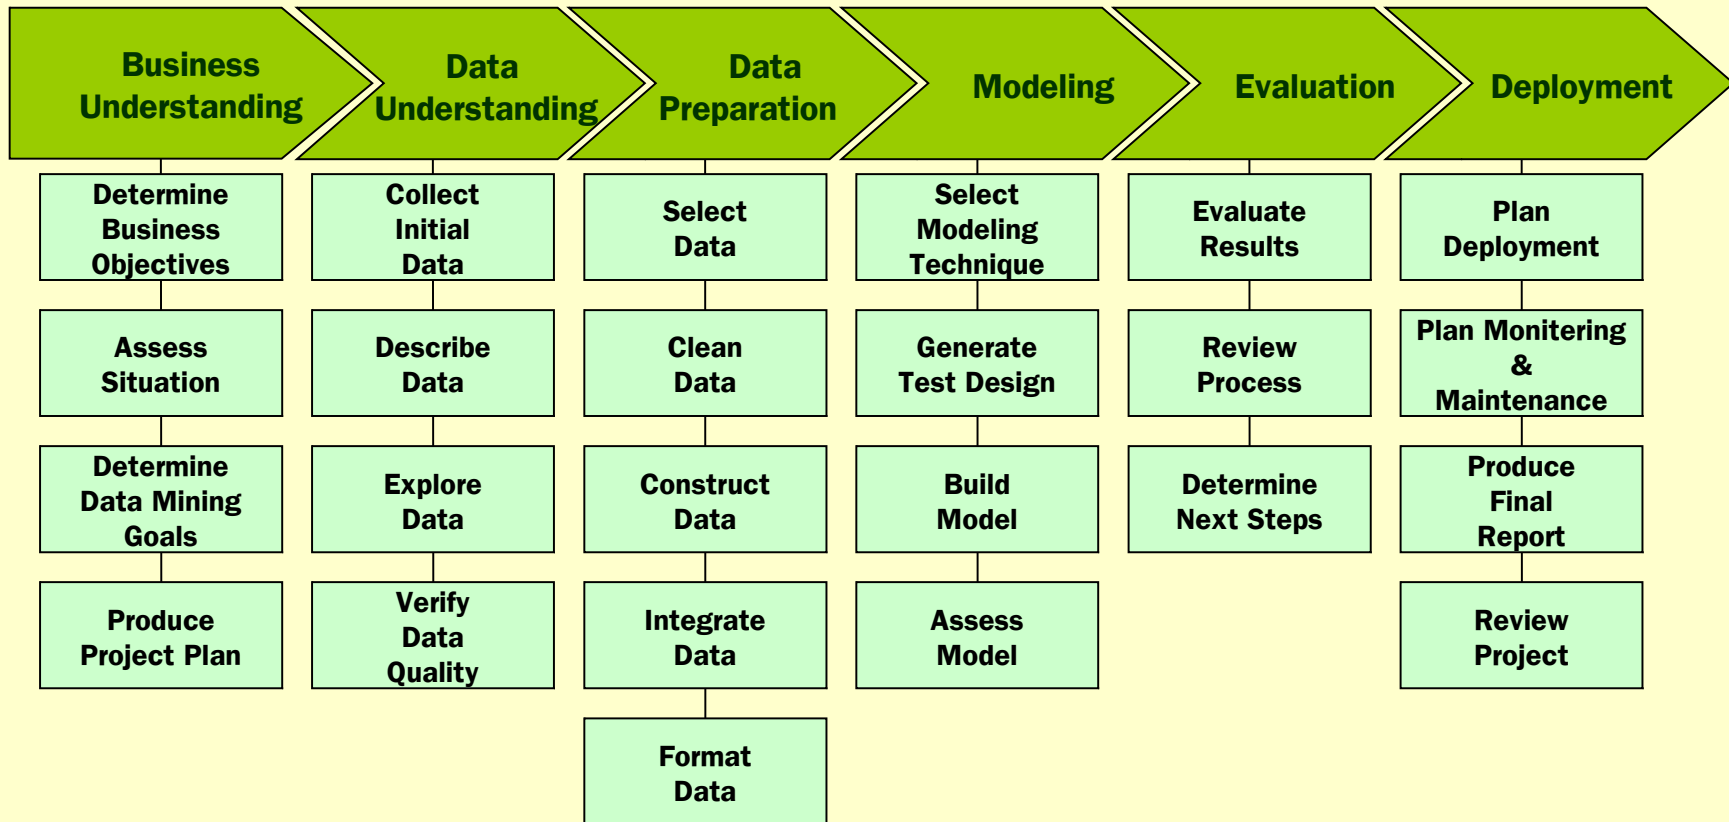 Business
Understanding
Data
Understanding
Data
Preparation
Modeling
Evaluation
Deployment
Determine
Business
Objectives
Assess
Situation
Determine
Data Mining
Goals
Produce
Project Plan
Collect
Initial
Data
Describe
Data
Explore
Data
Verify
Data
Quality
Select
Data
Clean
Data
Construct
Data
Integrate
Data
Format
Data
Select
Modeling
Technique
Generate
Test Design
Build
Model
Assess
Model
Evaluate
Results
Review
Process
Determine
Next Steps
Plan
Deployment
Plan Monitering
&
Maintenance
Produce
Final
Report
Review
Project